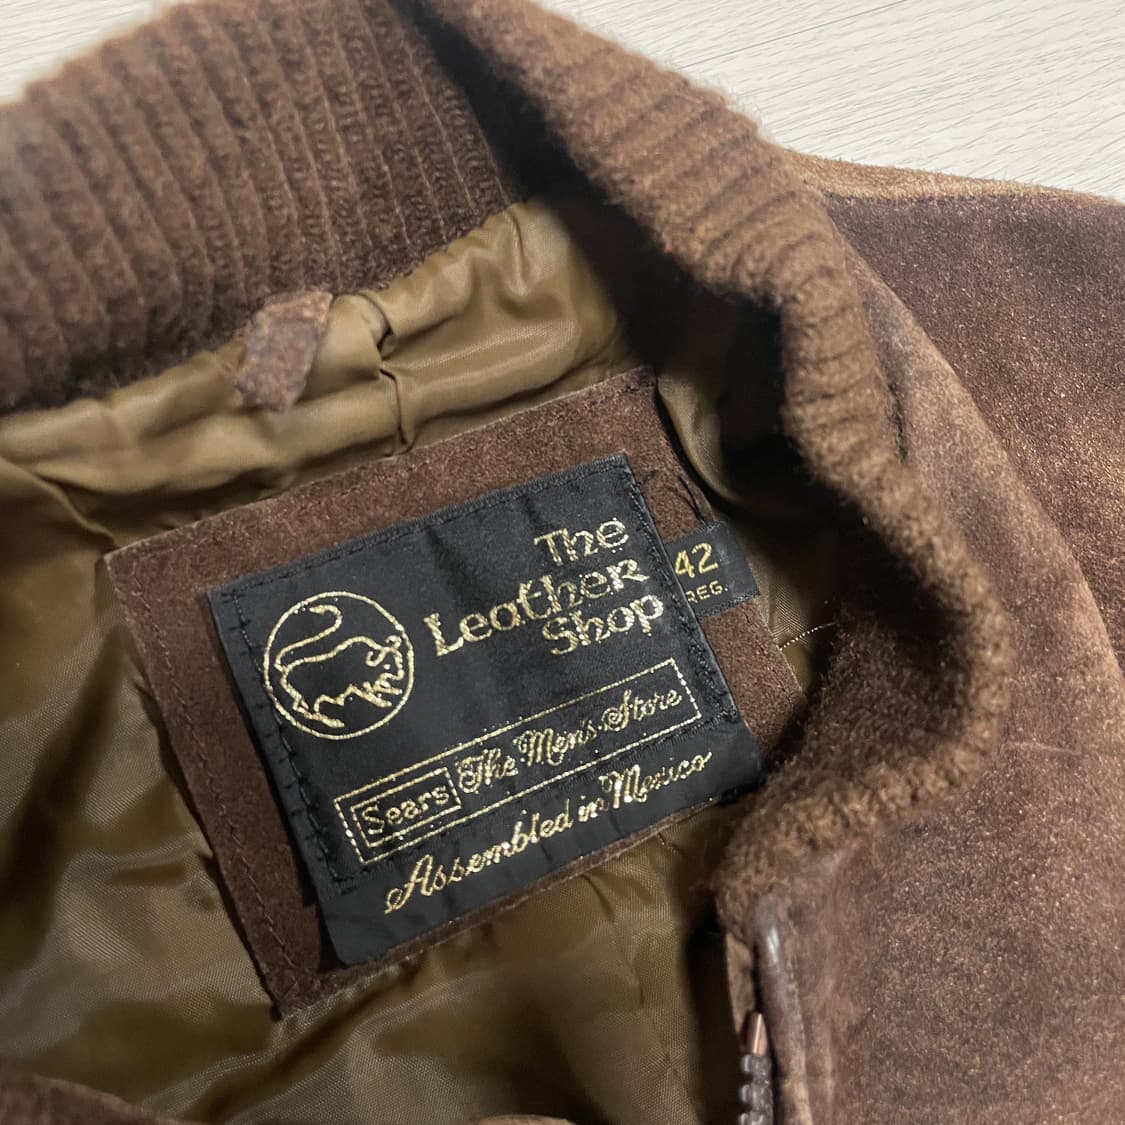 The
Leather
Shop
42
REG.
Sears The Men's Store
Assembled in Mexico